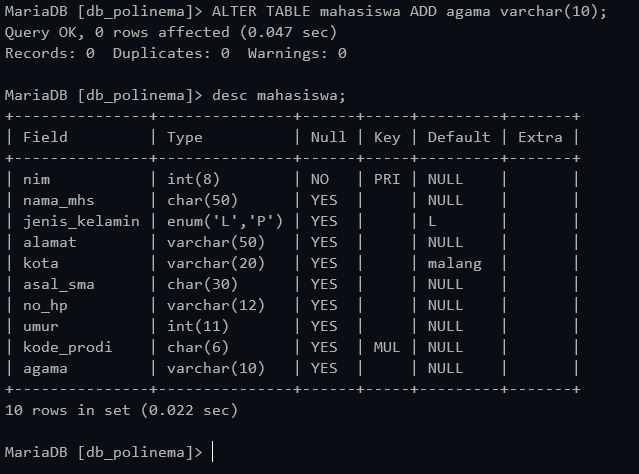 MariaDB [db_polinema]> ALTER TABLE mahasiswa ADD agama varchar(10);
Query OK, 0 rows affected (0.047 sec)
Records: 0  Duplicates: 0  Warnings: 0

MariaDB [db_polinema]> desc mahasiswa;
+---------------+---------------+------+-----+---------+-------+
| Field         | Type          | Null | Key | Default | Extra |
+---------------+---------------+------+-----+---------+-------+
| nim           | int(8)        | NO   | PRI | NULL    |       |
| nama_mhs      | char(50)      | YES  |     | NULL    |       |
| jenis_kelamin | enum('L','P') | YES  |     | L       |       |
| alamat        | varchar(50)   | YES  |     | NULL    |       |
| kota          | varchar(20)   | YES  |     | malang  |       |
| asal_sma      | char(30)      | YES  |     | NULL    |       |
| no_hp         | varchar(12)   | YES  |     | NULL    |       |
| umur          | int(11)       | YES  |     | NULL    |       |
| kode_prodi    | char(6)       | YES  | MUL | NULL    |       |
| agama         | varchar(10)   | YES  |     | NULL    |       |
+---------------+---------------+------+-----+---------+-------+
10 rows in set (0.022 sec)

MariaDB [db_polinema]>